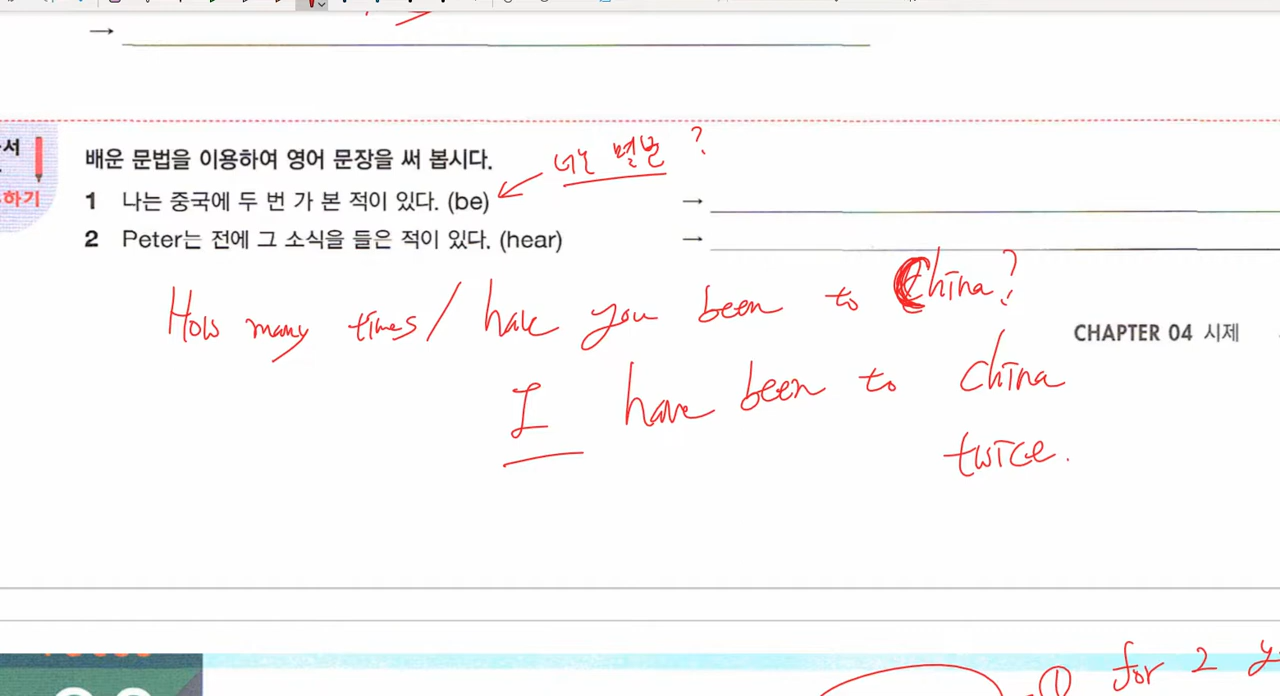 →
서
하기
배운 문법을 이용하여 영어 문장을 써 봅시다.
너는 몇번 ?
1 나는 중국에 두 번 가 본 적이 있다. (be) →
2 Peter는 전에 그 소식을 들은 적이 있다. (hear) →
How many times / have you been to China?
CHAPTER 04 시제
I have been to China
twice.
① for 2 y